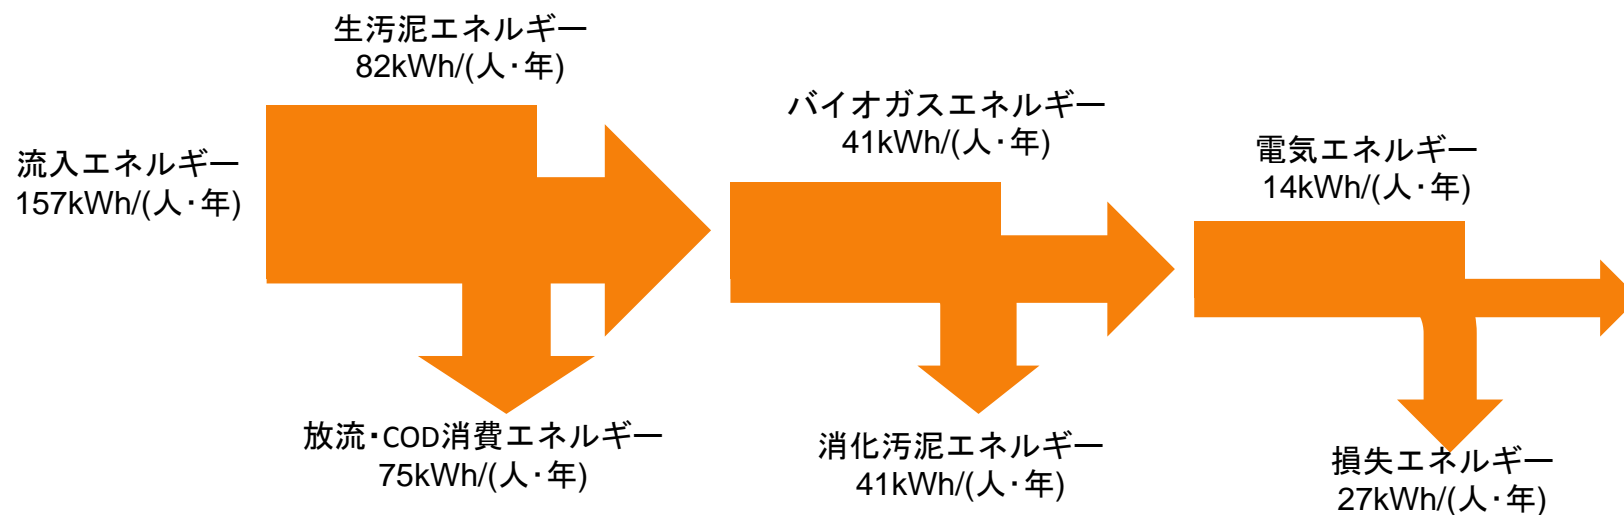 生汚泥エネルギー
82kWh/(人・年)
流入エネルギー
157kWh/(人・年)
放流・COD消費エネルギー
75kWh/(人・年)
バイオガスエネルギー
41kWh/(人・年)
消化汚泥エネルギー
41kWh/(人・年)
電気エネルギー
14kWh/(人・年)
損失エネルギー
27kWh/(人・年)